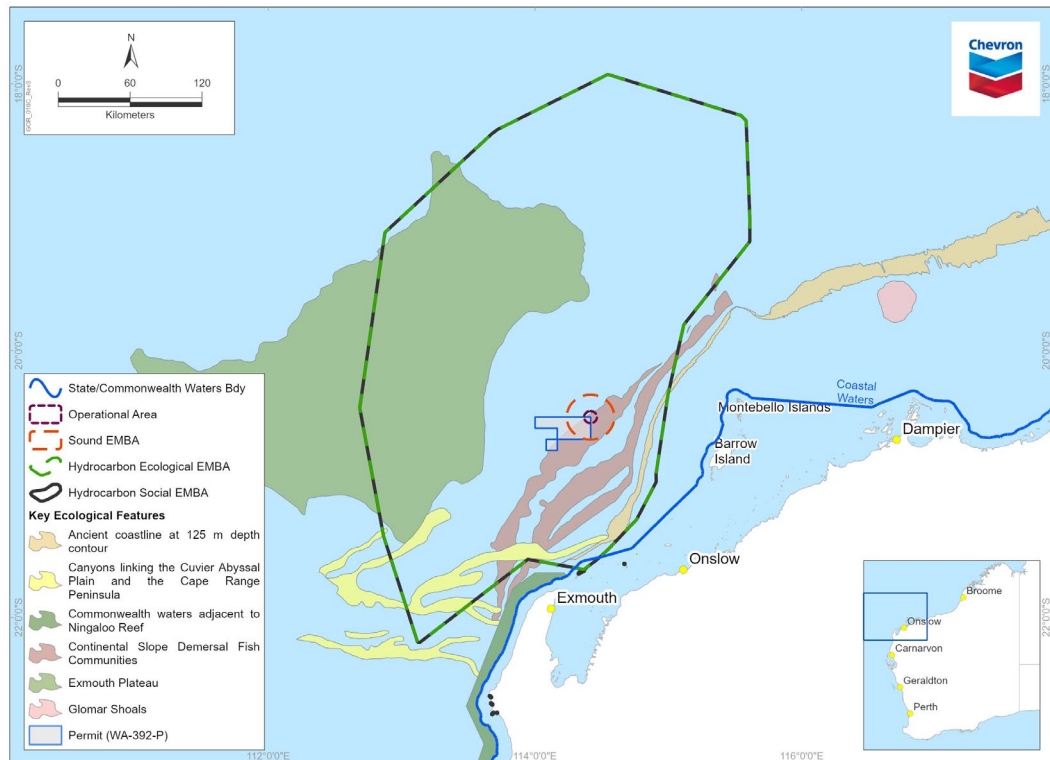 N
0
60
120
Kilometers
GOR_016C_Rev3
Chevron
18°0'0"S
18°0'0"S
20°0'0"S
20°0'0"S
22°0'0"S
22°0'0"S
112°0'0"E
114°0'0"E
116°0'0"E
Coastal
Waters
Montebello Islands
Dampier
Barrow
Island
Onslow
Exmouth
State/Commonwealth Waters Bdy
Operational Area
Sound EMBA
Hydrocarbon Ecological EMBA
Hydrocarbon Social EMBA
Key Ecological Features
Ancient coastline at 125 m depth
contour
Canyons linking the Cuvier Abyssal
Plain and the Cape Range
Peninsula
Commonwealth waters adjacent to
Ningaloo Reef
Continental Slope Demersal Fish
Communities
Exmouth Plateau
Glomar Shoals
Permit (WA-392-P)
Broome
Onslow
Carnarvon
Geraldton
Perth